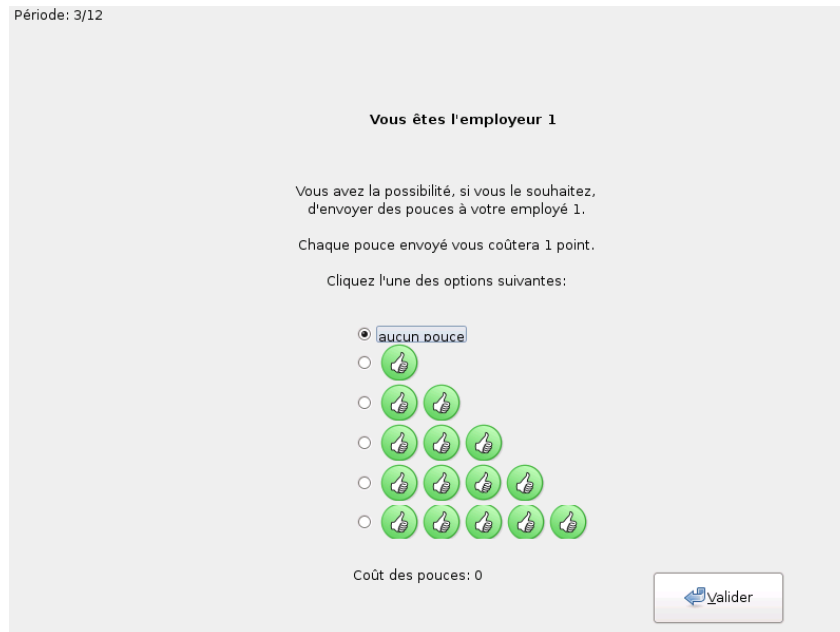 Période: 3/12
Vous êtes l'employeur 1
Vous avez la possibilité, si vous le souhaitez,
d'envoyer des pouces à votre employé 1.
Chaque pouce envoyé vous coûtera 1 point.
Cliquez l'une des options suivantes:
aucun pouce
Coût des pouces: 0
Valider